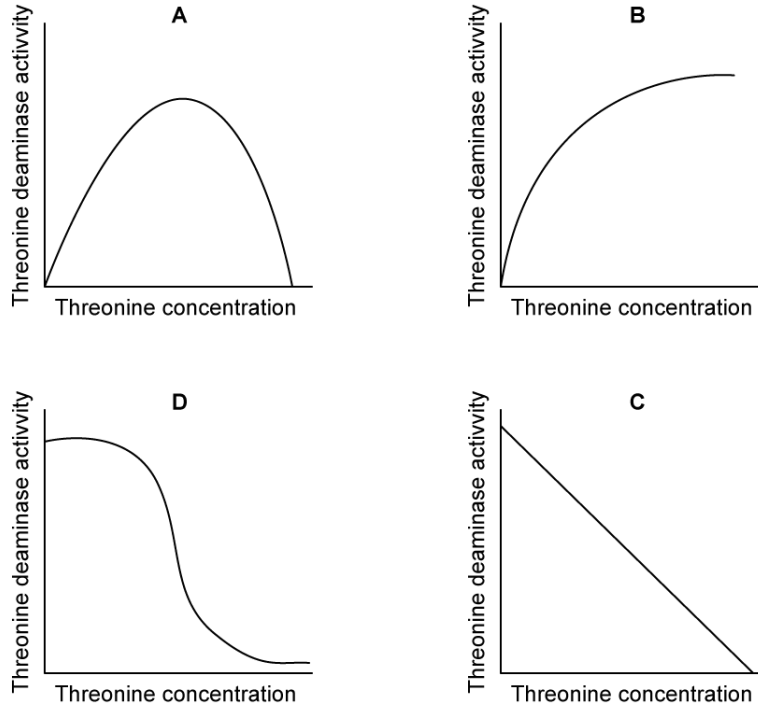 A
Threonine deaminase activvity
Threonine concentration
B
Threonine deaminase activvity
Threonine concentration
D
Threonine deaminase activvity
Threonine concentration
C
Threonine deaminase activvity
Threonine concentration